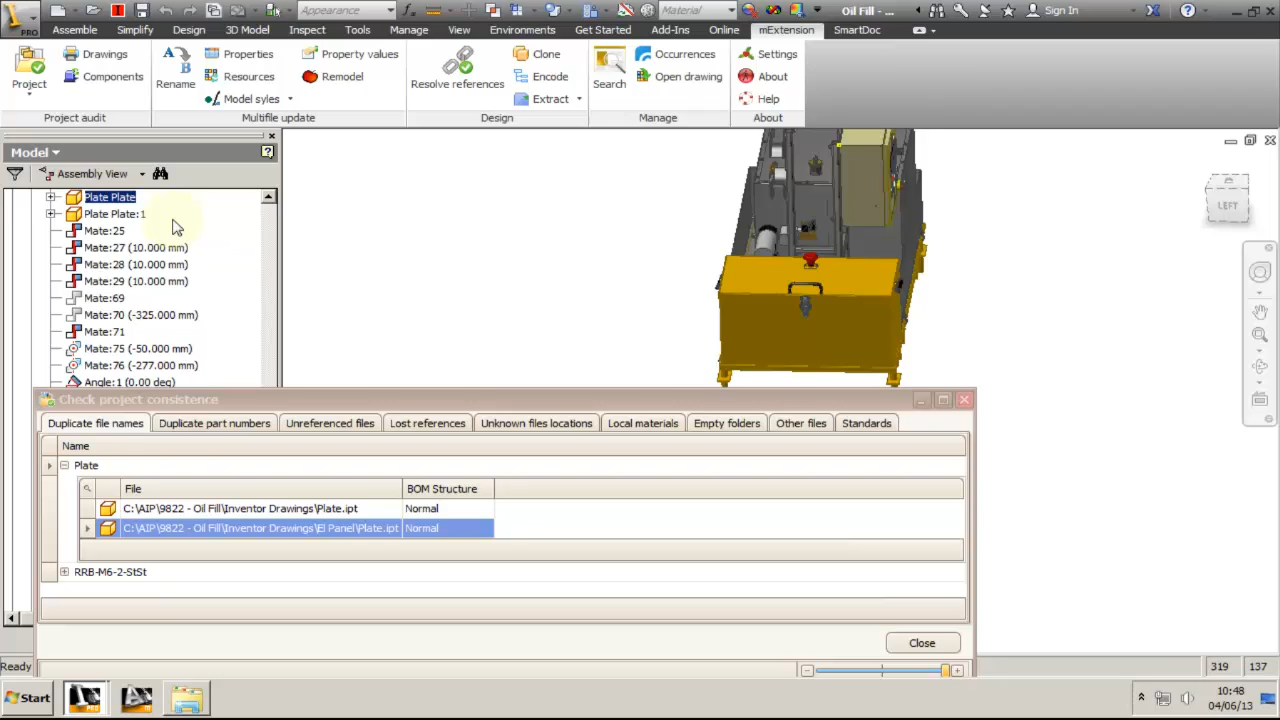 PRO
Appearance
Material
Oil Fill - ...
Sign In
Assemble Simplify Design 3D Model Inspect Tools Manage View Environments Get Started Add-Ins Online mExtension SmartDoc
Project
Drawings
Components
Rename
Properties
Resources
Model syles
Property values
Remodel
Resolve references
Clone
Encode
Extract
Search
Occurrences
Open drawing
Settings
About
Help
Project audit
Multifile update
Design
Manage
About
Model
Assembly View
Plate Plate
Plate Plate:1
Mate:25
Mate:27 (10.000 mm)
Mate:28 (10.000 mm)
Mate:29 (10.000 mm)
Mate:69
Mate:70 (-325.000 mm)
Mate:71
Mate:75 (-50.000 mm)
Mate:76 (-277.000 mm)
Angle:1 (0.00 deg)
LEFT
Check project consistence
Duplicate file names Duplicate part numbers Unreferenced files Lost references Unknown files locations Local materials Empty folders Other files Standards
Name
Plate
File BOM Structure
C:\AIP\9822 - Oil Fill\Inventor Drawings\Plate.ipt Normal
C:\AIP\9822 - Oil Fill\Inventor Drawings\El Panel\Plate.ipt Normal
RRB-M6-2-StSt
Close
Ready
319 137
Start
PRO
10:48
04/06/13